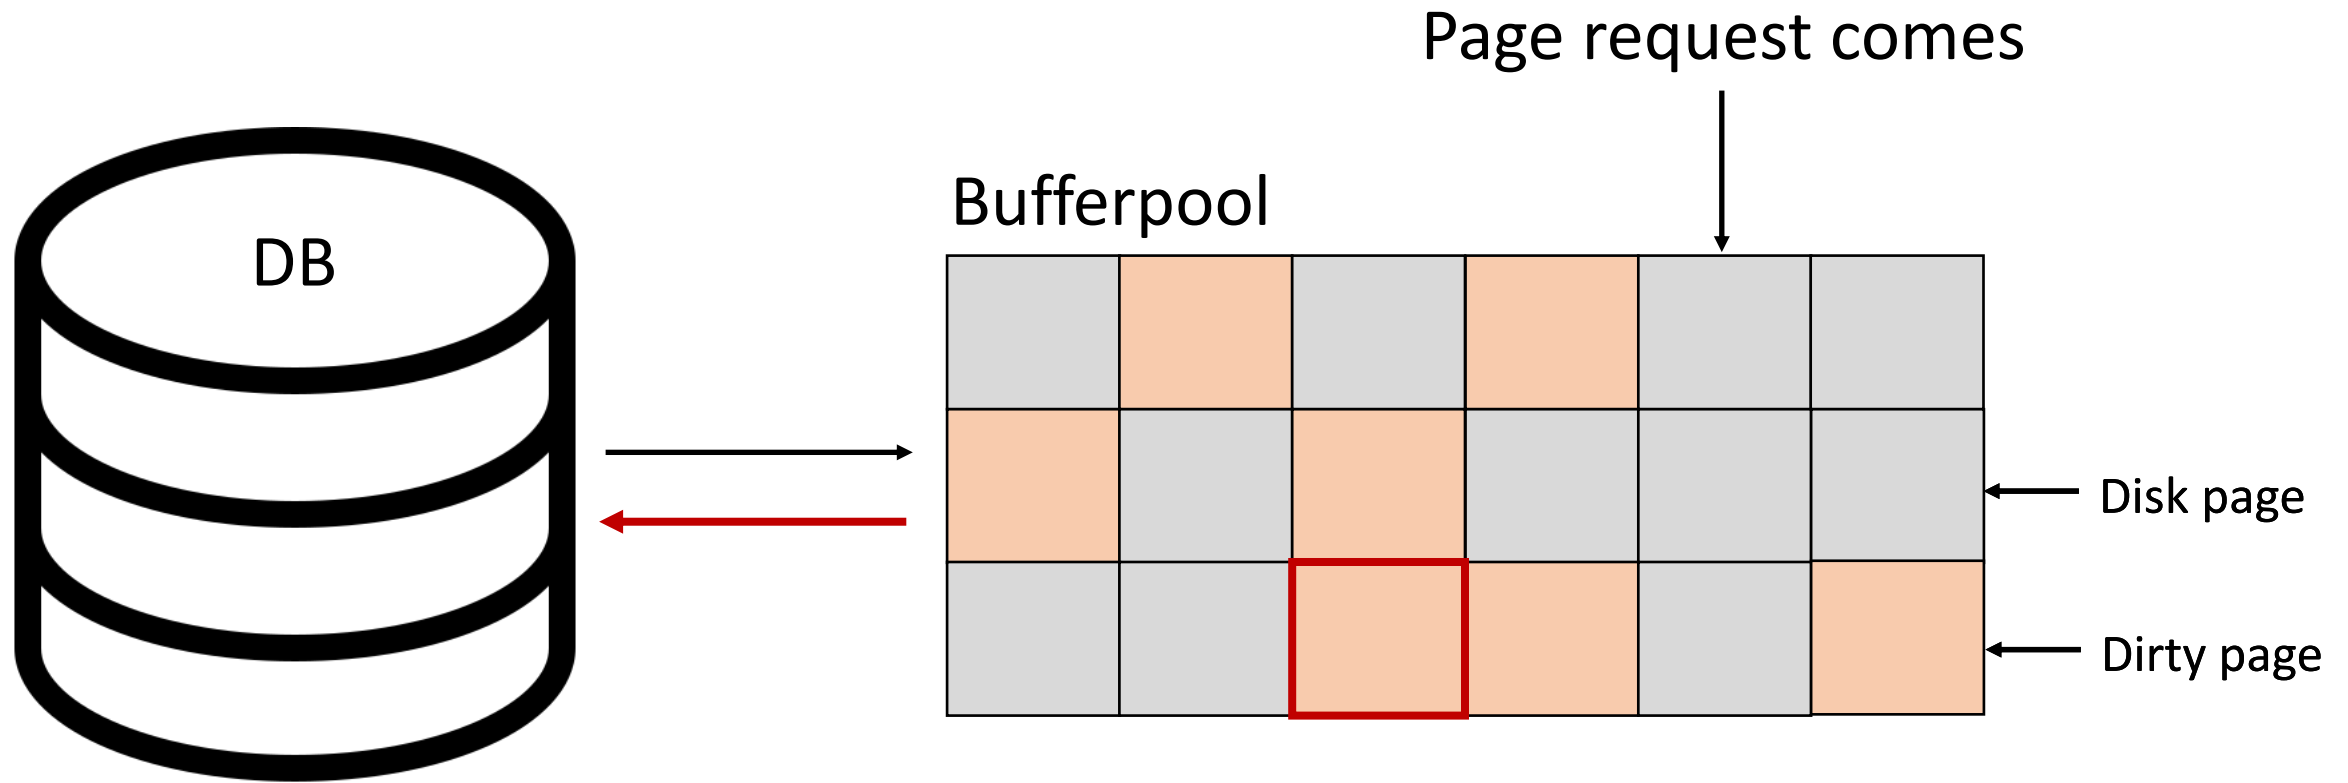 Page request comes
Bufferpool
DB
Disk page
Dirty page